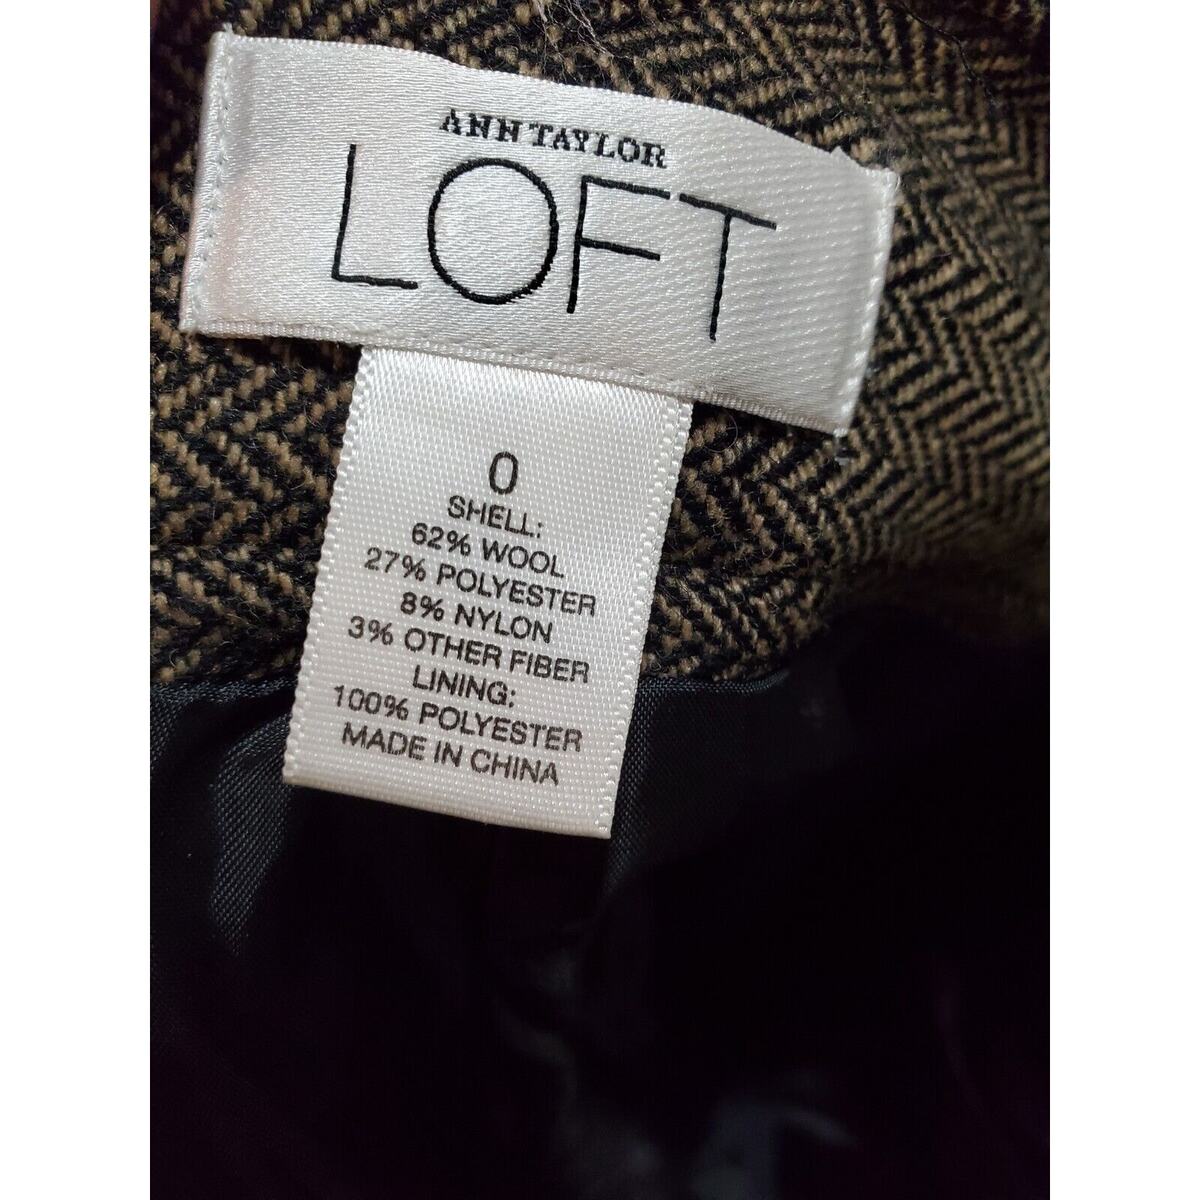 ANN TAYLOR
LOFT
0
SHELL:
62% WOOL
27% POLYESTER
8% NYLON
3% OTHER FIBER
LINING:
100% POLYESTER
MADE IN CHINA